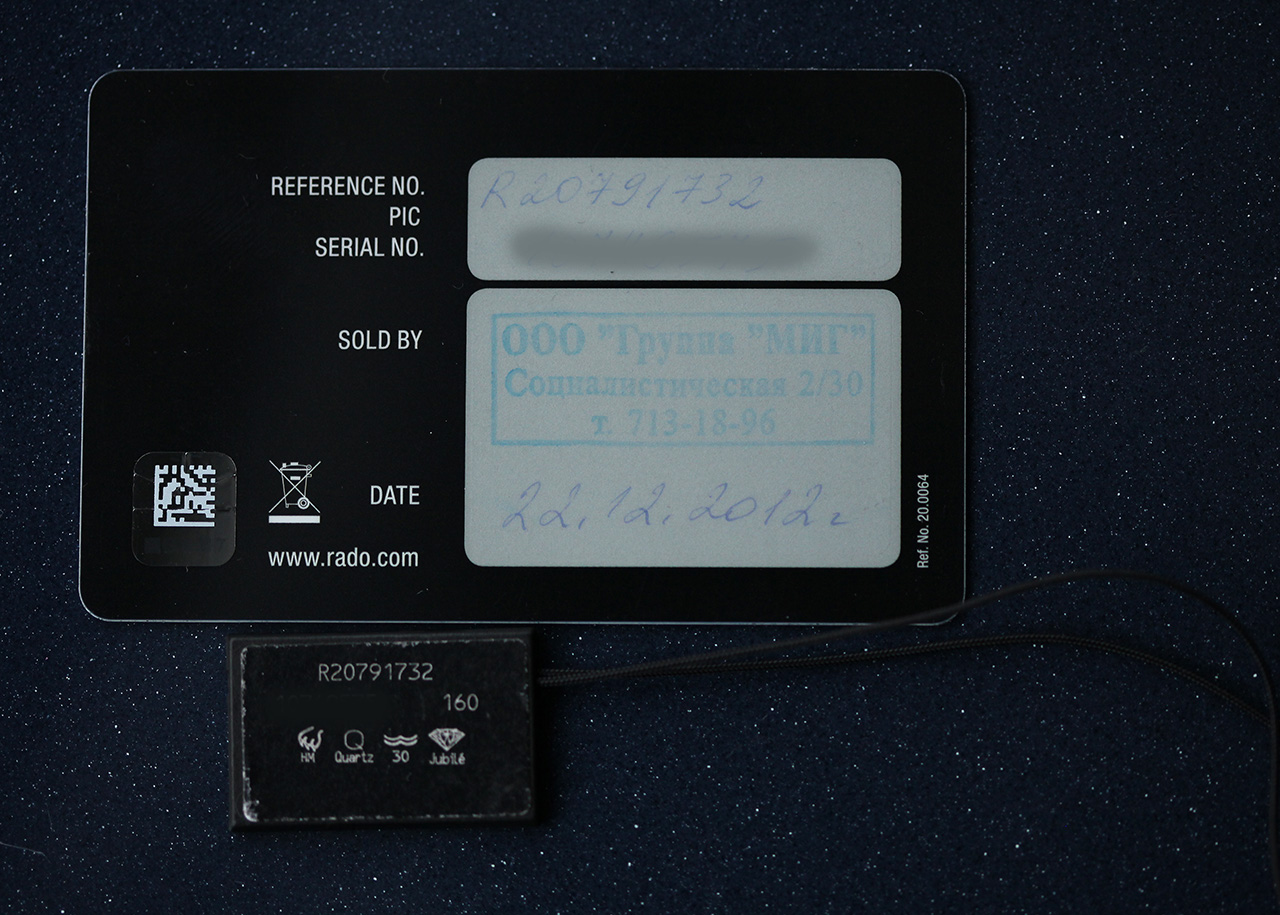 REFERENCE NO. R20791732
PIC
SERIAL NO.
SOLD BY
ООО "Группа "МИГ"
Социалистическая 2/30
т. 713-18-96
DATE 22.12.2012г
www.rado.com
Ref. No. 20.0064
R20791732
160
HM Quartz 30 Jubilé